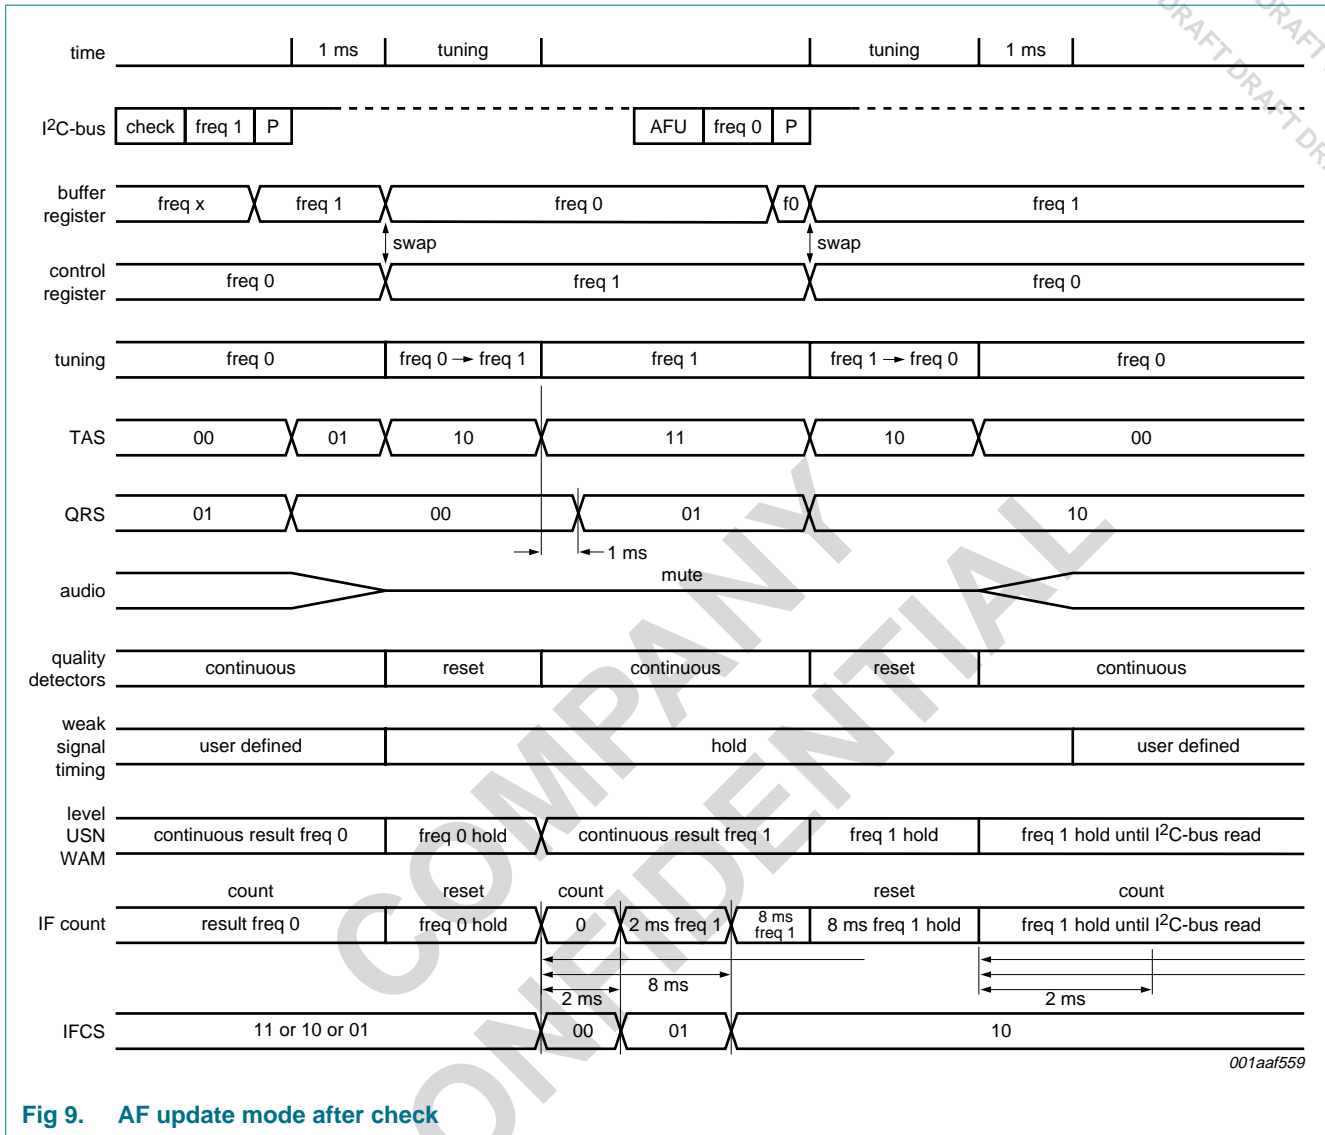 DRAFT DRAFT
DRAFT DRAFT DR
time 1 ms tuning tuning 1 ms
I2C-bus check freq 1 P AFU freq 0 P
buffer
register
freq x freq 1 freq 0 f0 freq 1
swap swap
control
register
freq 0 freq 1 freq 0
tuning freq 0 → freq 1 freq 1 freq 1 → freq 0 freq 0
freq 0
TAS 00 01 10 11 10 00
QRS 01 00 01 10
1 ms
audio mute
quality
detectors
continuous reset continuous reset continuous
weak
signal
timing
user defined hold user defined
level
USN
WAM
continuous result freq 0 freq 0 hold continuous result freq 1 freq 1 hold freq 1 hold until I2C-bus read
count reset count reset count
IF count result freq 0 freq 0 hold 0 2 ms freq 1 8 ms freq 1 8 ms freq 1 hold freq 1 hold until I2C-bus read
8 ms
2 ms 2 ms
IFCS 11 or 10 or 01 00 01 10
001aaf559
COMPANY
CONFIDENTIAL
Fig 9. AF update mode after check